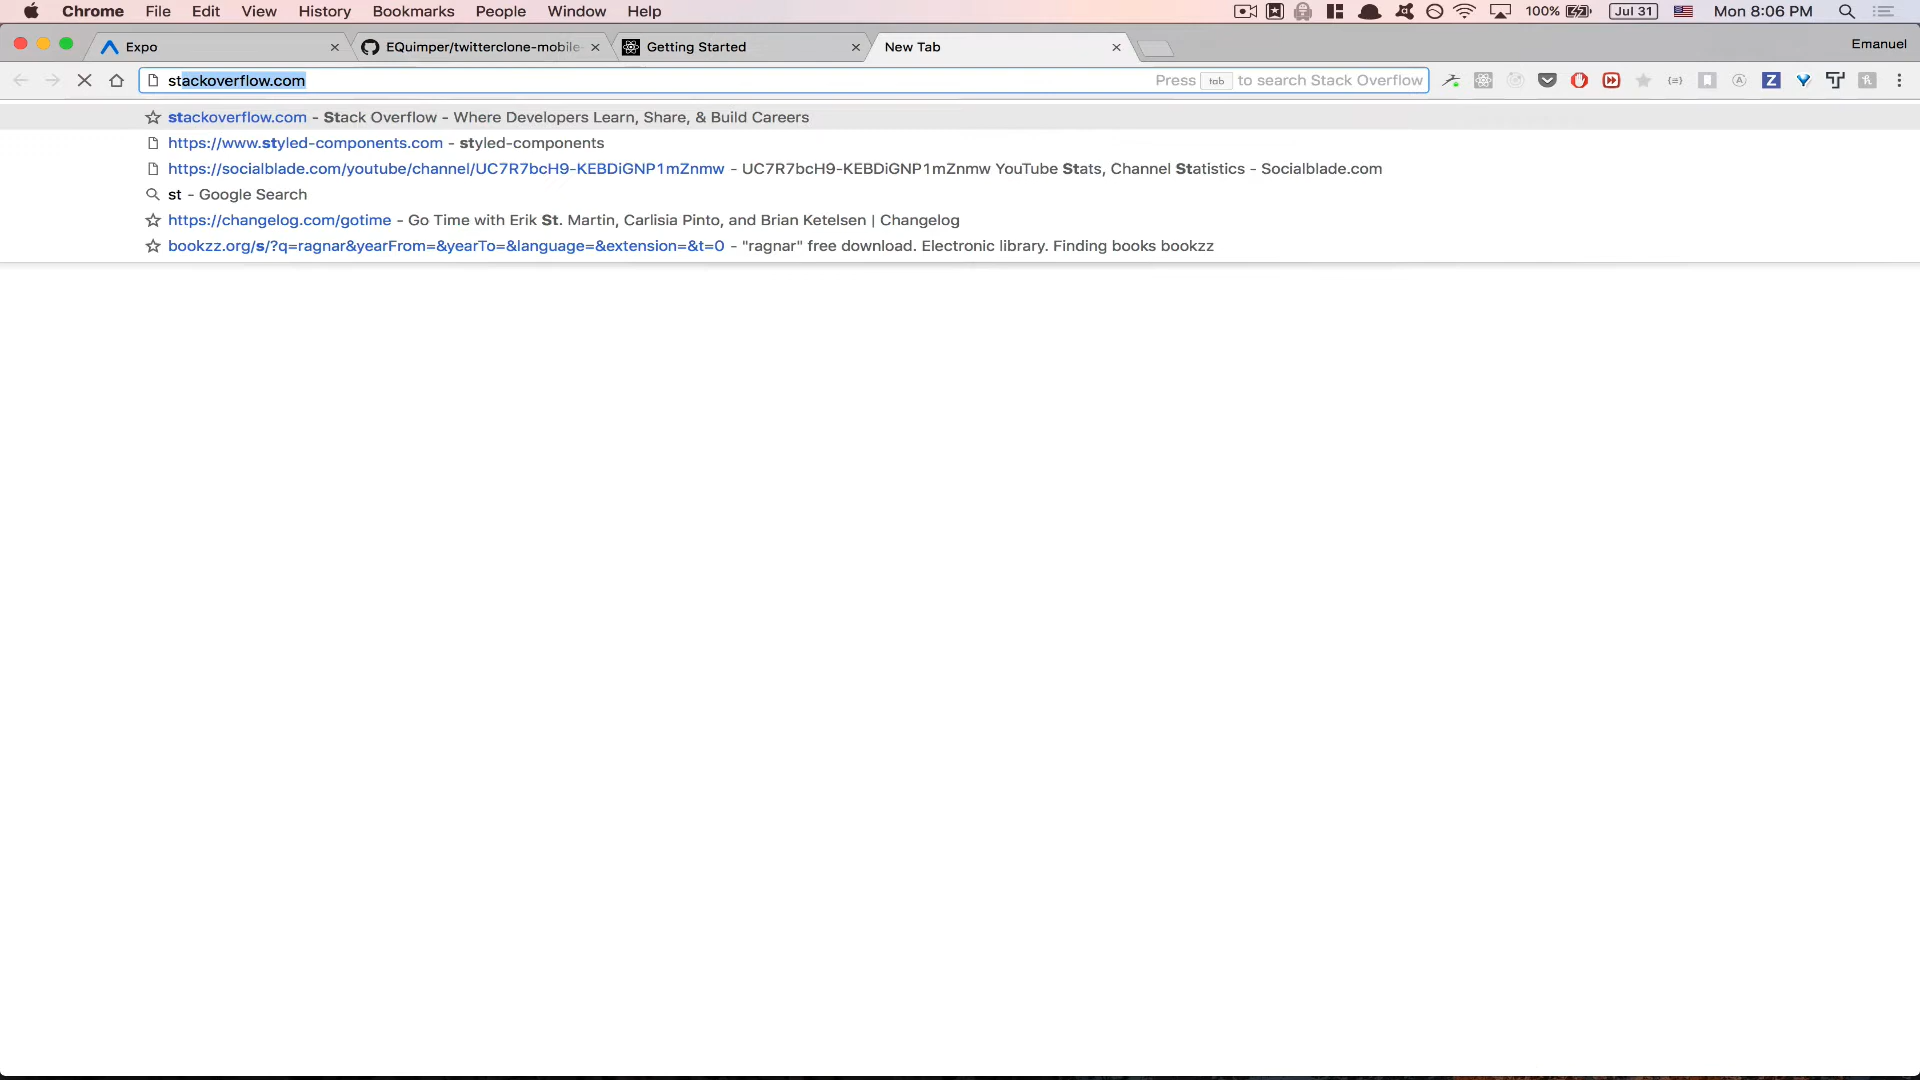 Chrome File Edit View History Bookmarks People Window Help 100% Jul 31 Mon 8:06 PM
Expo EQuimper/twitterclone-mobile- Getting Started New Tab Emanuel
stackoverflow.com Press tab to search Stack Overflow
stackoverflow.com - Stack Overflow - Where Developers Learn, Share, & Build Careers
https://www.styled-components.com - styled-components
https://socialblade.com/youtube/channel/UC7R7bcH9-KEBDiGNP1mZnmw - UC7R7bcH9-KEBDiGNP1mZnmw YouTube Stats, Channel Statistics - Socialblade.com
st - Google Search
https://changelog.com/gotime - Go Time with Erik St. Martin, Carlisia Pinto, and Brian Ketelsen | Changelog
bookzz.org/s/?q=ragnar&yearFrom=&yearTo=&language=&extension=&t=0 - "ragnar" free download. Electronic library. Finding books bookzz